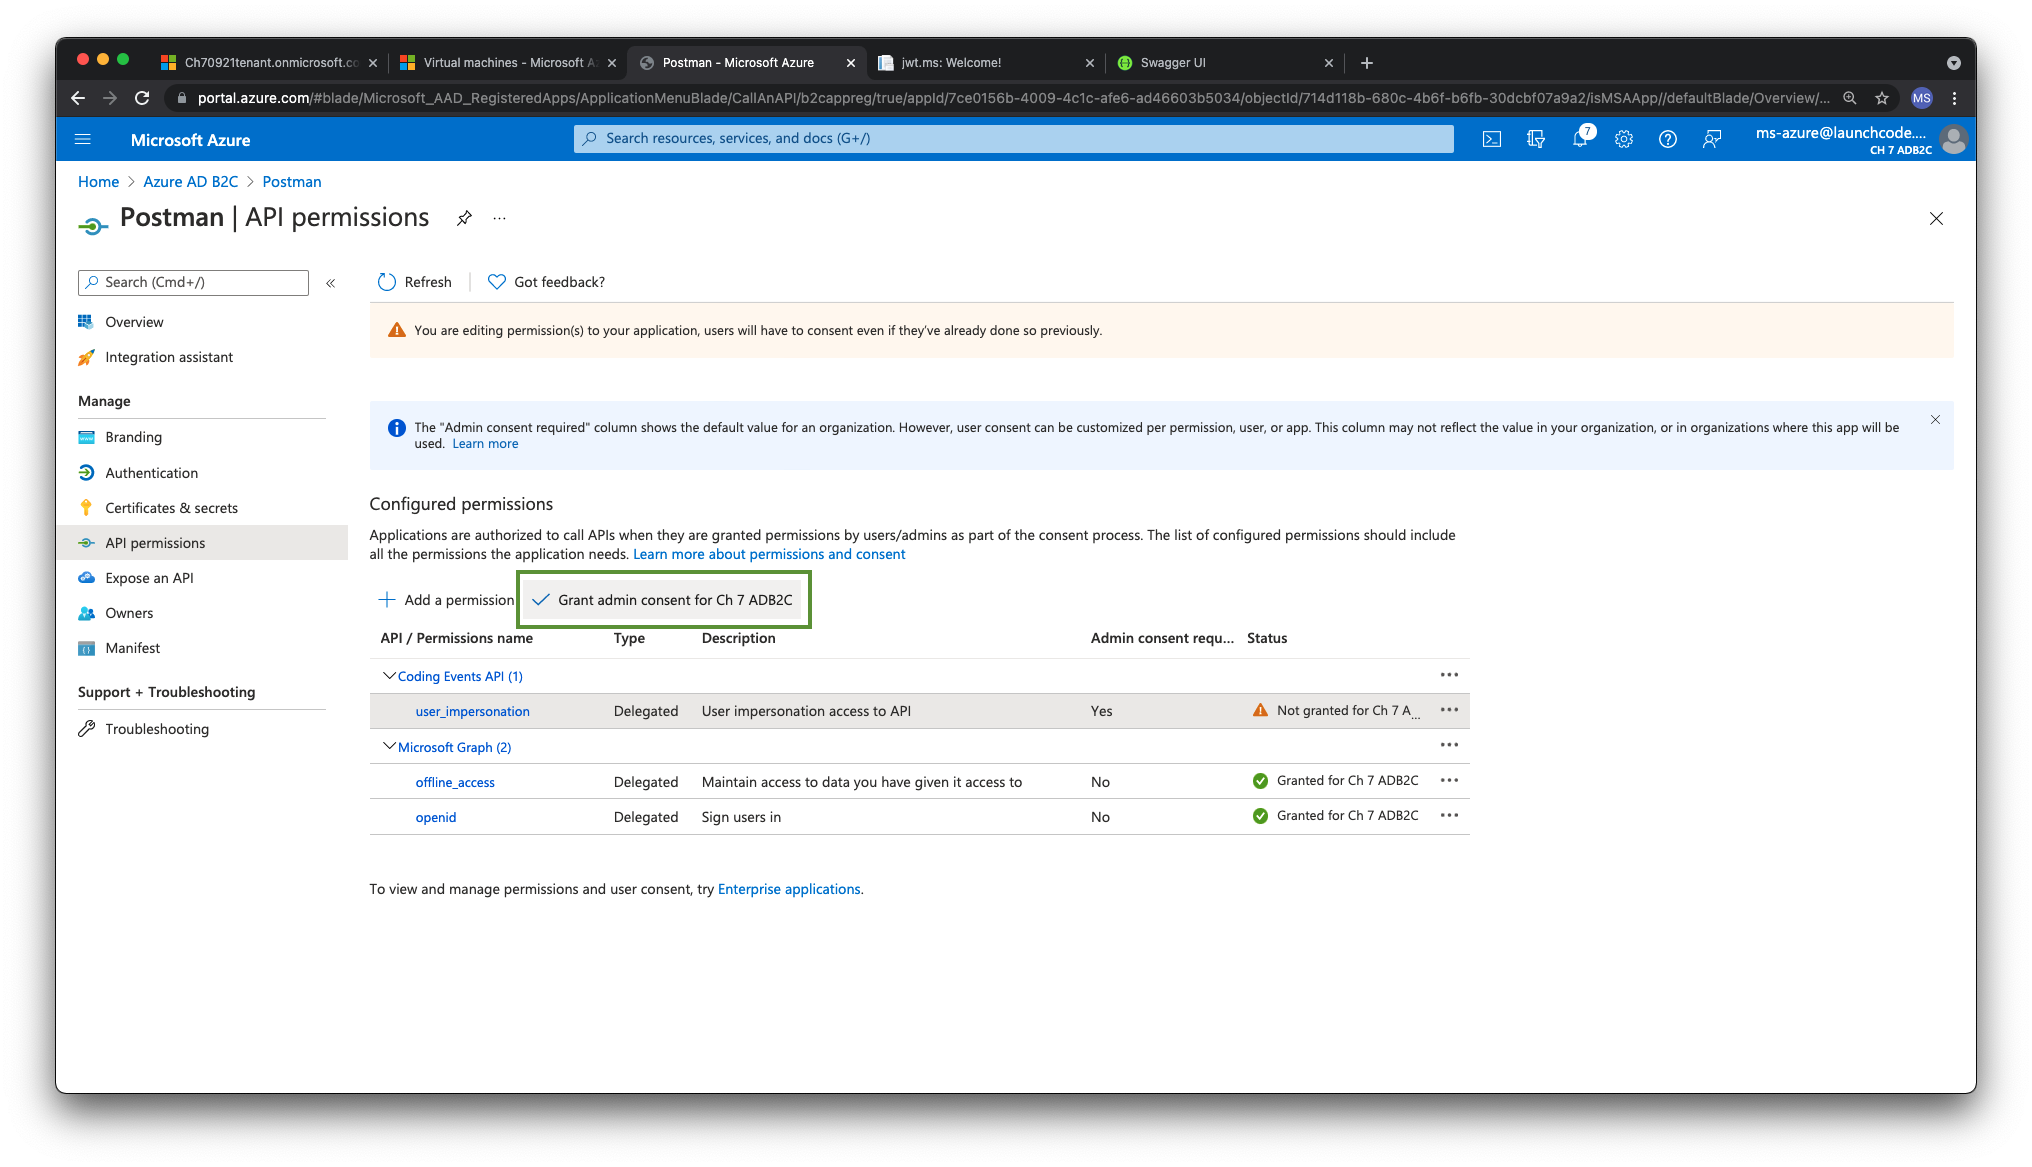 Ch70921tenant.onmicrosoft.co
Virtual machines - Microsoft A
Postman - Microsoft Azure
jwt.ms: Welcome!
Swagger UI
portal.azure.com/#blade/Microsoft_AAD_RegisteredApps/ApplicationMenuBlade/CallAnAPI/b2cappreg/true/appId/7ce0156b-4009-4c1c-afe6-ad46603b5034/objectId/714d118b-680c-4b6f-b6fb-30dcbf07a9a2/isMSAApp//defaultBlade/Overview/...
MS
Microsoft Azure
Search resources, services, and docs (G+/)
7
ms-azure@launchcode....
CH 7 ADB2C
Home > Azure AD B2C > Postman
Postman | API permissions
Search (Cmd+/)
Overview
Integration assistant
Manage
Branding
Authentication
Certificates & secrets
API permissions
Expose an API
Owners
Manifest
Support + Troubleshooting
Troubleshooting
Refresh
Got feedback?
You are editing permission(s) to your application, users will have to consent even if they've already done so previously.
The "Admin consent required" column shows the default value for an organization. However, user consent can be customized per permission, user, or app. This column may not reflect the value in your organization, or in organizations where this app will be
used. Learn more
Configured permissions
Applications are authorized to call APIs when they are granted permissions by users/admins as part of the consent process. The list of configured permissions should include
all the permissions the application needs. Learn more about permissions and consent
Add a permission
Grant admin consent for Ch 7 ADB2C
API / Permissions name Type Description Admin consent requ... Status
Coding Events API (1)
user_impersonation Delegated User impersonation access to API Yes Not granted for Ch 7 A...
Microsoft Graph (2)
offline_access Delegated Maintain access to data you have given it access to No Granted for Ch 7 ADB2C
openid Delegated Sign users in No Granted for Ch 7 ADB2C
To view and manage permissions and user consent, try Enterprise applications.